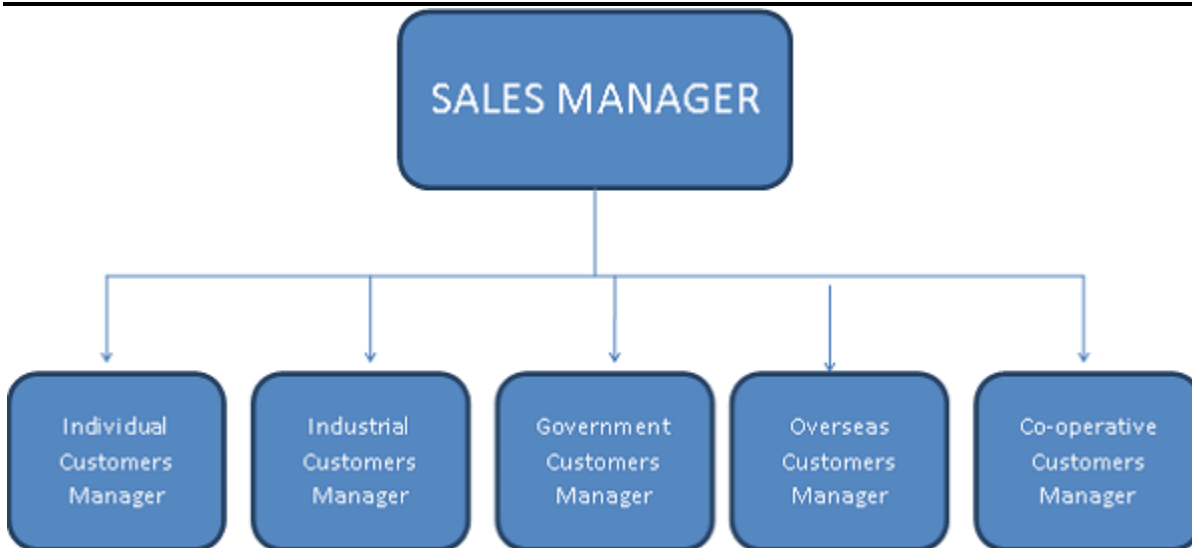 SALES MANAGER
Individual
Customers
Manager
Industrial
Customers
Manager
Government
Customers
Manager
Overseas
Customers
Manager
Co-operative
Customers
Manager